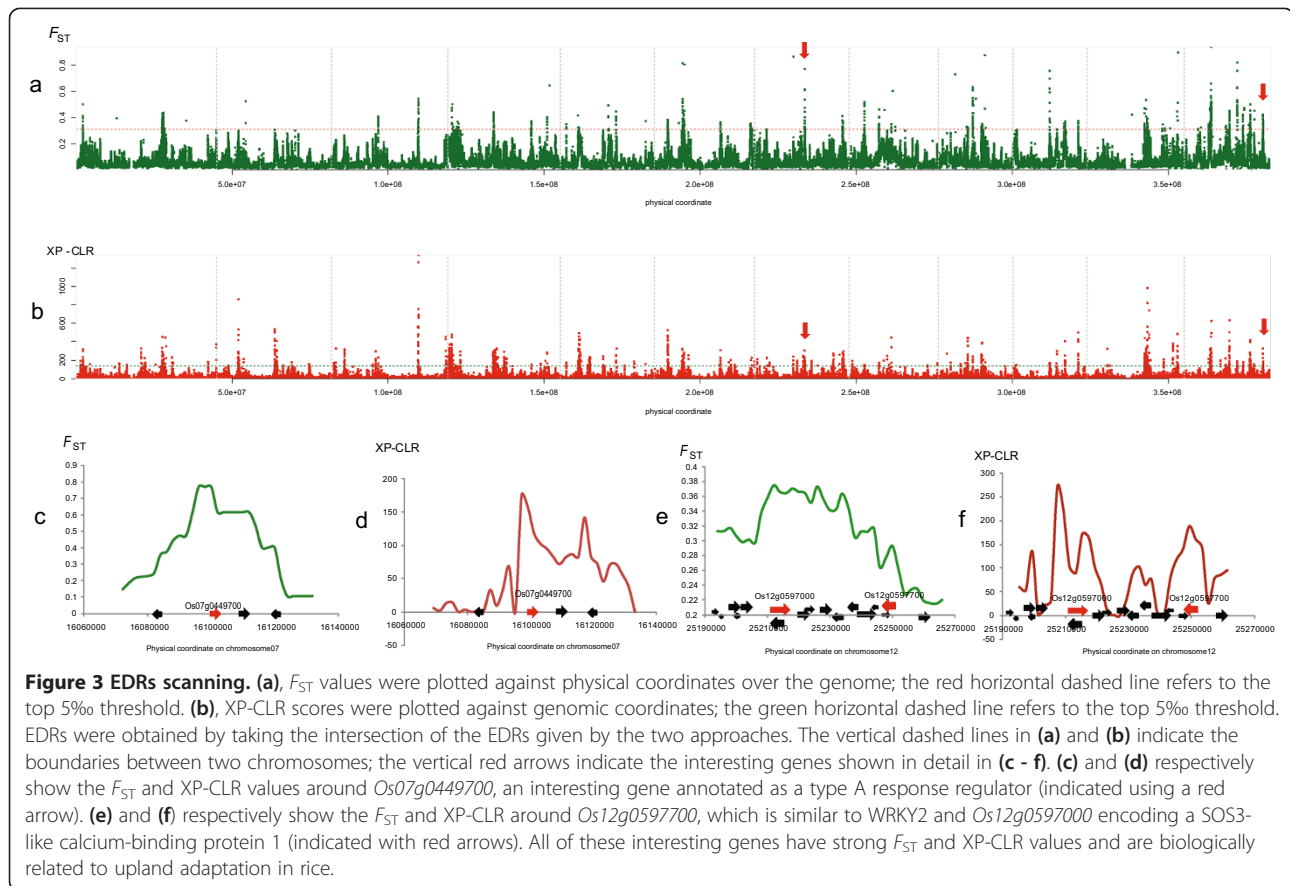 FST
a
0.8
0.6
0.4
0.2
5.0e+07 1.0e+08 1.5e+08 2.0e+08 2.5e+08 3.0e+08 3.5e+08
physical coordinate
XP-CLR
b
1000
600
200
0
5.0e+07 1.0e+08 1.5e+08 2.0e+08 2.5e+08 3.0e+08 3.5e+08
physical coordinate
FST
c
0.9
0.8
0.7
0.6
0.5
0.4
0.3
0.2
0.1
0
Os07g0449700
16060000 16080000 16100000 16120000 16140000
Physical coordinate on chromosome07
XP-CLR
d
200
150
100
50
0
-50
Os07g0449700
16060000 16080000 16100000 16120000 16140000
Physical coordinate on chromosome07
FST
e
0.4
0.38
0.36
0.34
0.32
0.3
0.28
0.26
0.24
0.22
0.2
Os12g0597000 Os12g0597700
25190000 25210000 25230000 25250000 25270000
Physical coordinate on chromosome12
XP-CLR
f
300
250
200
150
100
50
0
-50
Os12g0597000 Os12g0597700
25190000 25210000 25230000 25250000 25270000
Physical coordinate on chromosome12
Figure 3 EDRs scanning. (a), FST values were plotted against physical coordinates over the genome; the red horizontal dashed line refers to the
top 5‰ threshold. (b), XP-CLR scores were plotted against genomic coordinates; the green horizontal dashed line refers to the top 5‰ threshold.
EDRs were obtained by taking the intersection of the EDRs given by the two approaches. The vertical dashed lines in (a) and (b) indicate the
boundaries between two chromosomes; the vertical red arrows indicate the interesting genes shown in detail in (c - f). (c) and (d) respectively
show the FST and XP-CLR values around Os07g0449700, an interesting gene annotated as a type A response regulator (indicated using a red
arrow). (e) and (f) respectively show the FST and XP-CLR around Os12g0597700, which is similar to WRKY2 and Os12g0597000 encoding a SOS3-
like calcium-binding protein 1 (indicated with red arrows). All of these interesting genes have strong FST and XP-CLR values and are biologically
related to upland adaptation in rice.